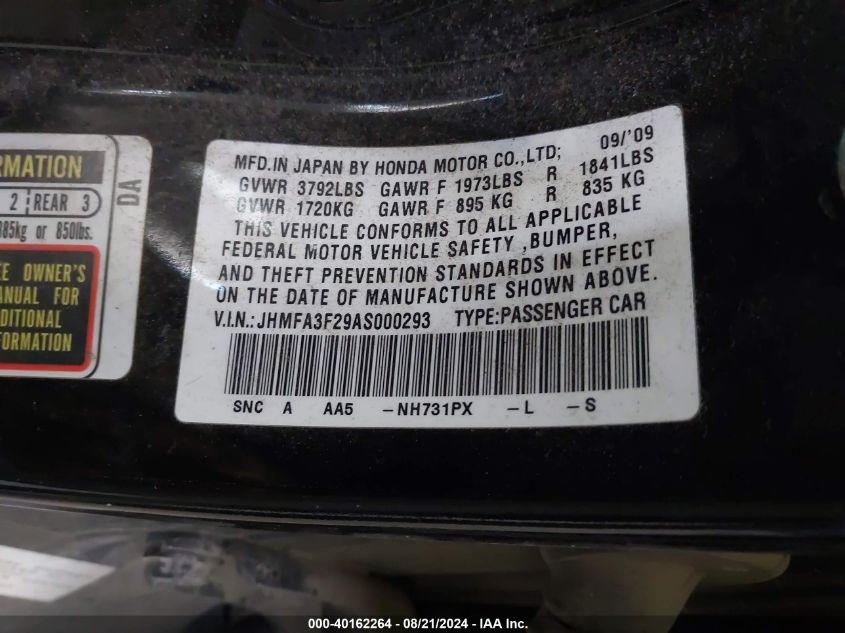 RMATION
2 REAR 3
385kg or 850lbs.
DA
EE OWNER'S
ANUAL FOR
DDITIONAL
FORMATION
MFD.IN JAPAN BY HONDA MOTOR CO.,LTD; 09/'09
GVWR 3792LBS GAWR F 1973LBS R 1841LBS
GVWR 1720KG GAWR F 895 KG R 835 KG
THIS VEHICLE CONFORMS TO ALL APPLICABLE
FEDERAL MOTOR VEHICLE SAFETY ,BUMPER,
AND THEFT PREVENTION STANDARDS IN EFFECT
ON THE DATE OF MANUFACTURE SHOWN ABOVE.
V.I.N.: JHMFA3F29AS000293 TYPE:PASSENGER CAR
SNC A AA5 -NH731PX -L -S
000-40162264 - 08/21/2024 - IAA Inc.